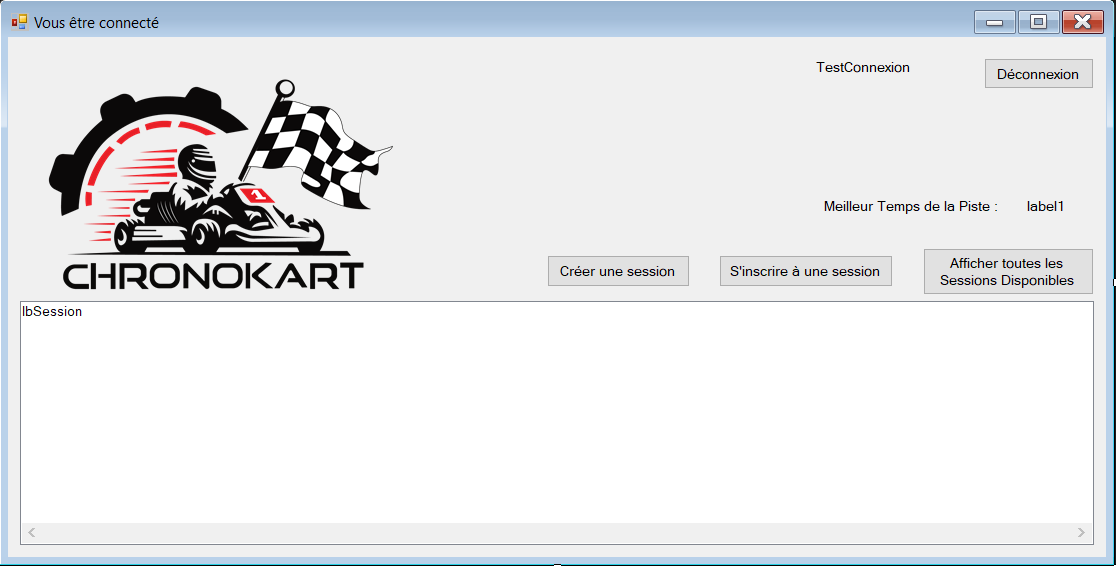 Vous être connecté
TestConnexion
Déconnexion
1
CHRONOKART
Meilleur Temps de la Piste : label1
Créer une session
S'inscrire à une session
Afficher toutes les
Sessions Disponibles
lbSession